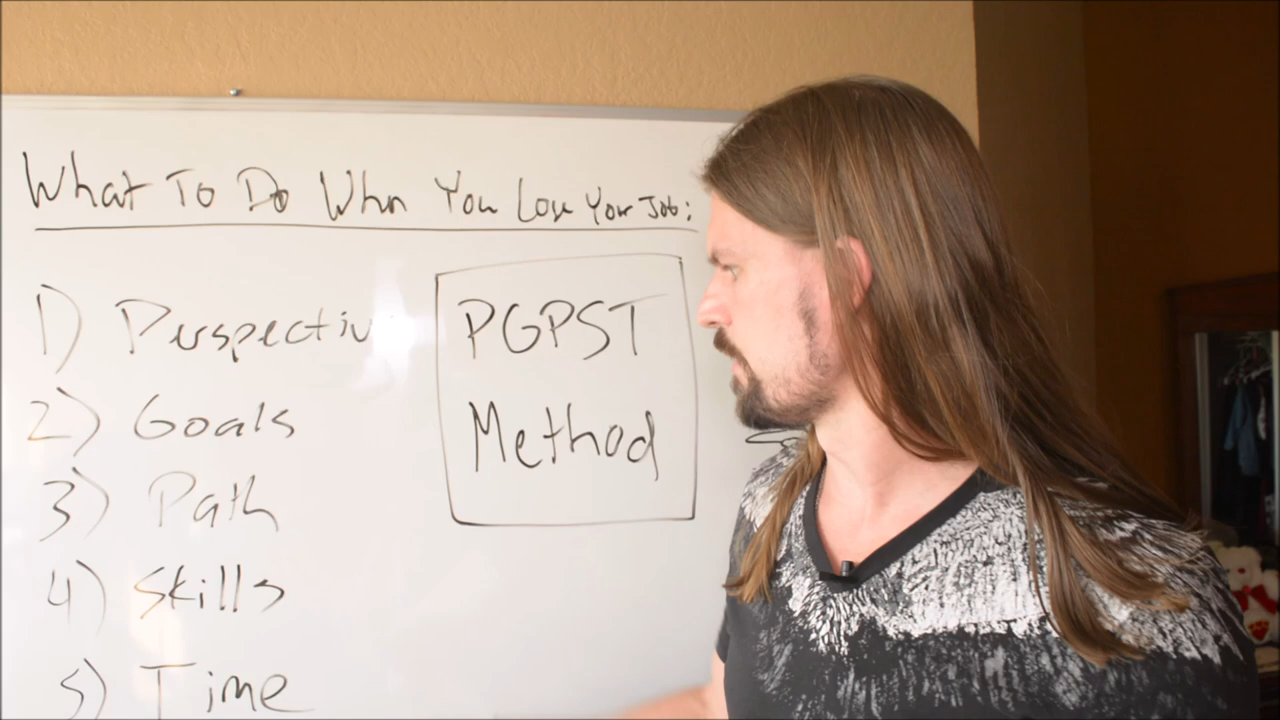 What To Do When You Lose Your Job:
1) Perspectiv
2) Goals
3) Path
4) Skills
5) Time
PGPST
Method